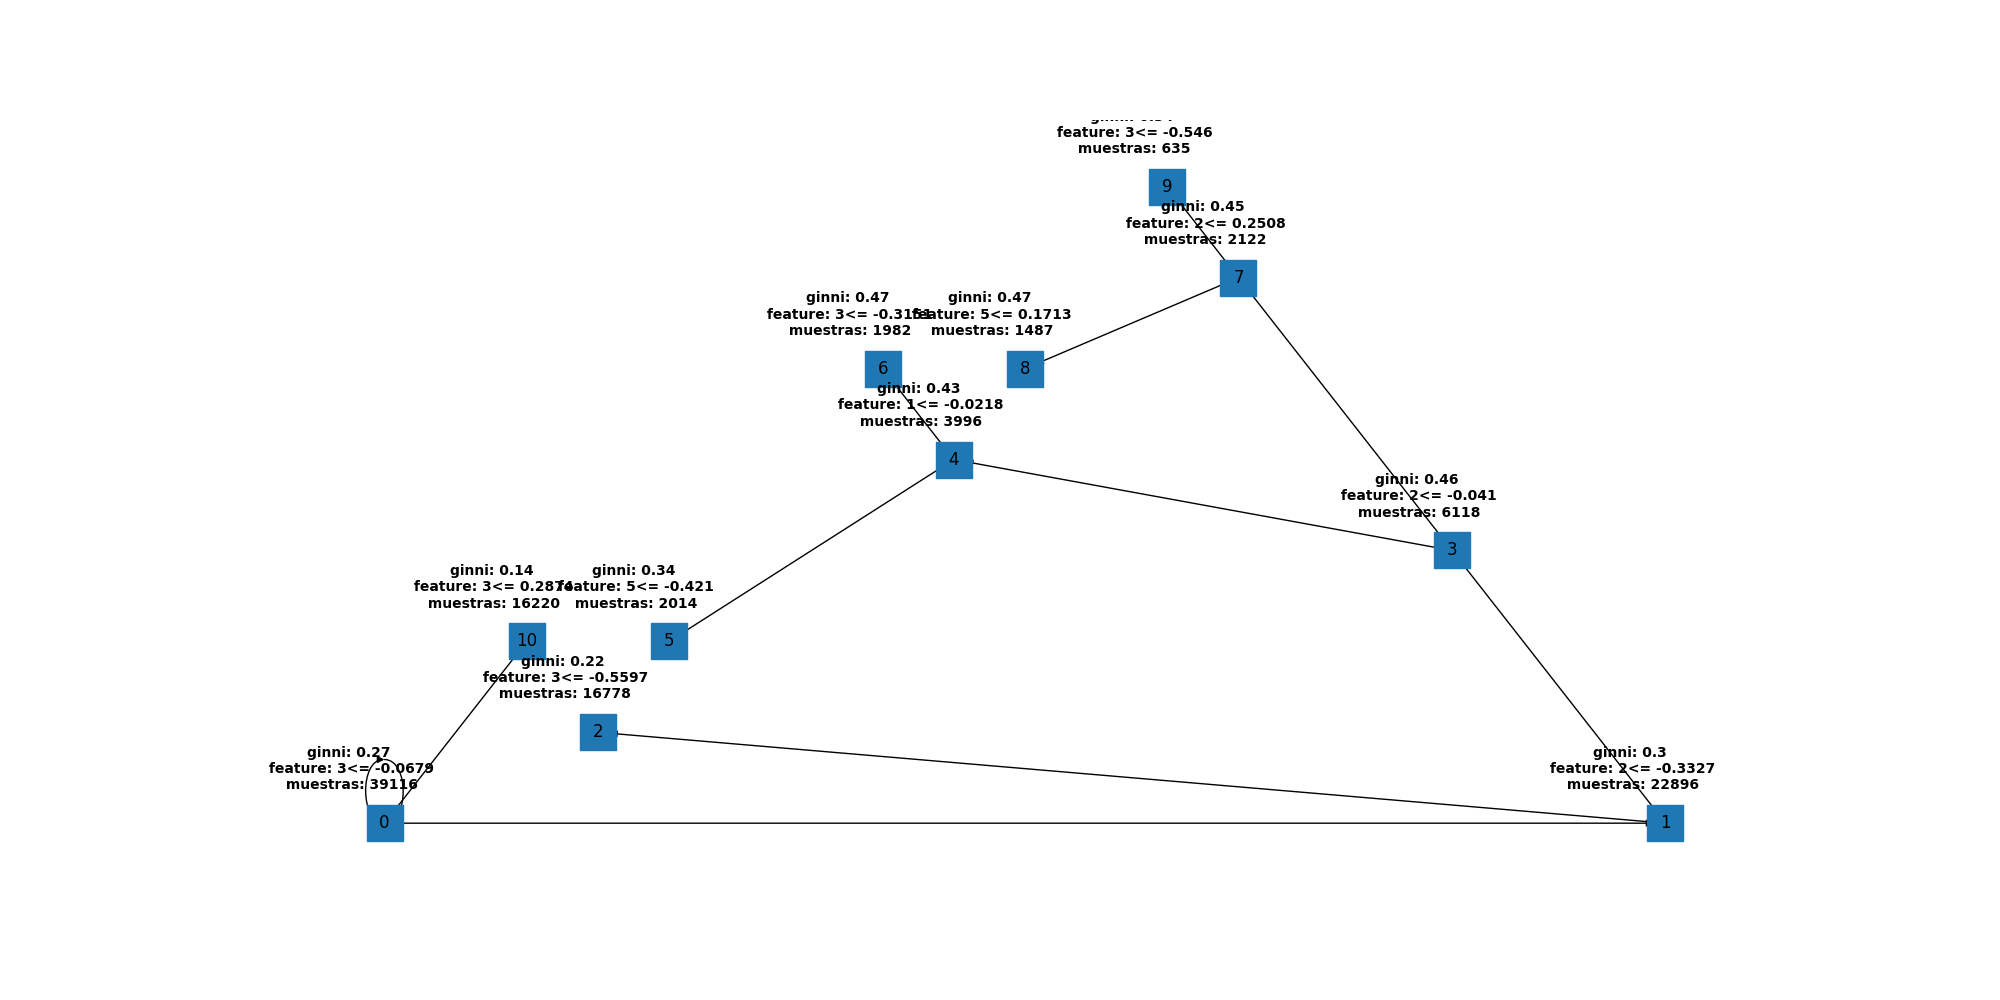 feature: 3<= -0.546
muestras: 635
9
ginni: 0.45
feature: 2<= 0.2508
muestras: 2122
7
ginni: 0.47
feature: 3<=
muestras: 1982
6
ginni: 0.47
feature: 5<= 0.1713
muestras: 1487
8
ginni: 0.43
feature: 1<= -0.0218
muestras: 3996
4
ginni: 0.46
feature: 2<= -0.041
muestras: 6118
3
ginni: 0.14
feature: 3<= 0.2874
muestras: 16220
10
ginni: 0.34
feature: 5<= -0.421
muestras: 2014
5
ginni: 0.22
feature: 3<= -0.5597
muestras: 16778
2
ginni: 0.27
feature: 3<= -0.0679
muestras: 39116
0
ginni: 0.3
feature: 2<= -0.3327
muestras: 22896
1